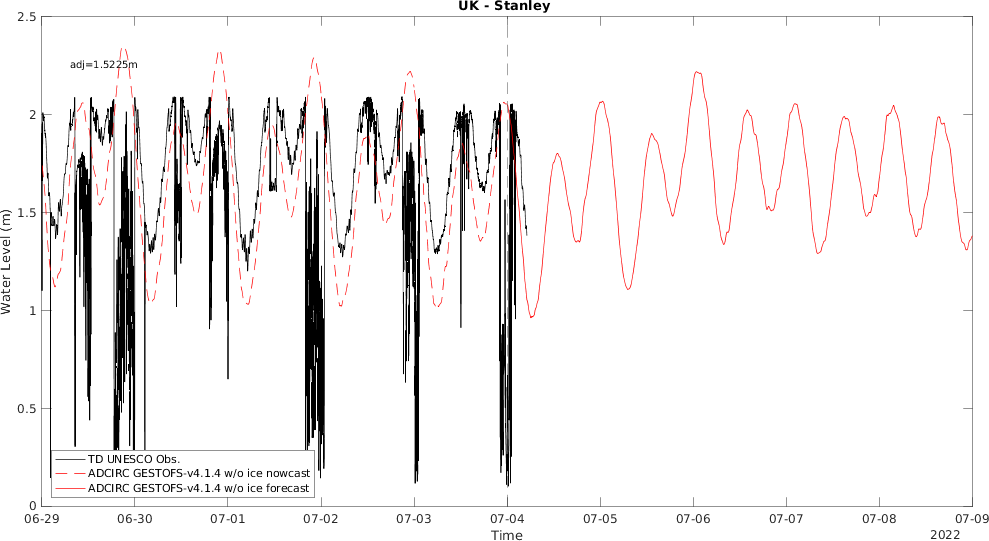 UK - Stanley
adj=1.5225m
2.5
2
1.5
1
0.5
0
Water Level (m)
TD UNESCO Obs.
ADCIRC GESTOFS-v4.1.4 w/o ice nowcast
ADCIRC GESTOFS-v4.1.4 w/o ice forecast
06-29 06-30 07-01 07-02 07-03 07-04 07-05 07-06 07-07 07-08 07-09
Time
2022